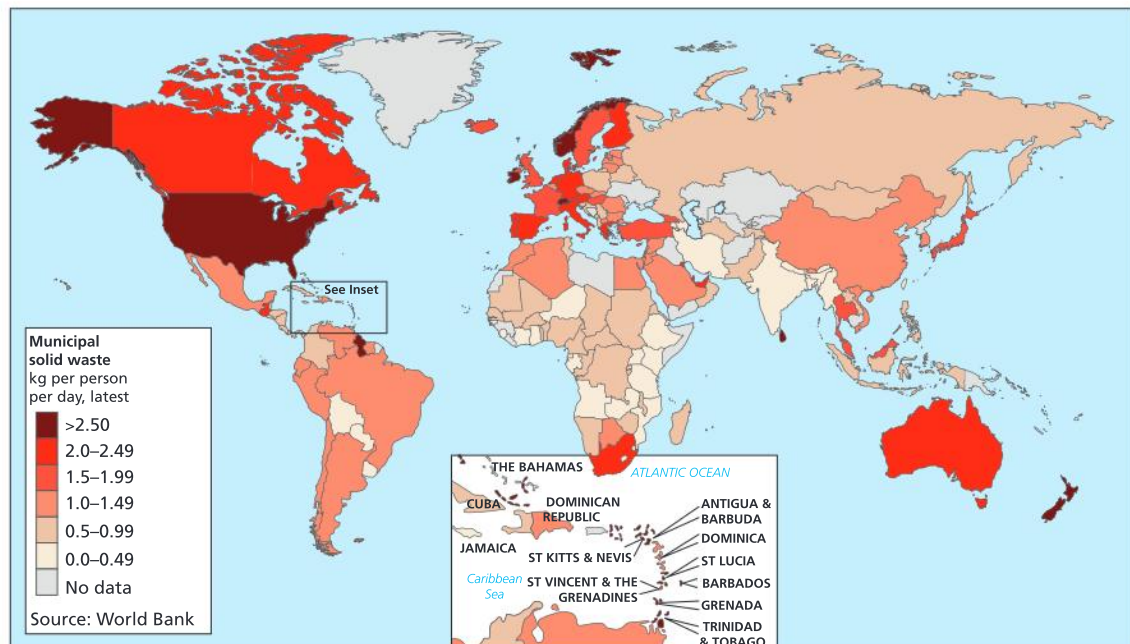 See Inset
Municipal
solid waste
kg per person
per day, latest
>2.50
2.0–2.49
1.5–1.99
1.0–1.49
0.5–0.99
0.0–0.49
No data
Source: World Bank
THE BAHAMAS
ATLANTIC OCEAN
CUBA
DOMINICAN
REPUBLIC
ANTIGUA &
BARBUDA
JAMAICA
ST KITTS & NEVIS
DOMINICA
ST LUCIA
Caribbean
Sea
ST VINCENT & THE
GRENADINES
BARBADOS
GRENADA
TRINIDAD
& TOBAGO